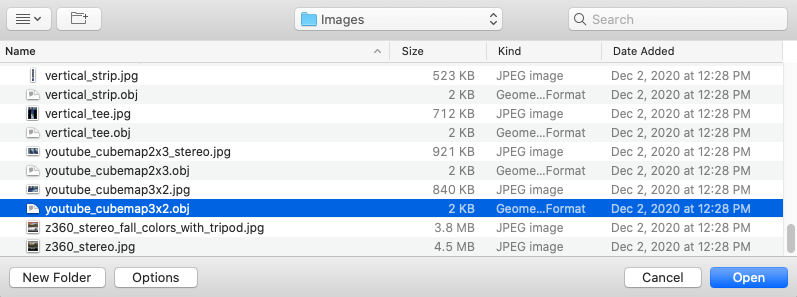 Images
Search
Name Size Kind Date Added
vertical_strip.jpg 523 KB JPEG image Dec 2, 2020 at 12:28 PM
vertical_strip.obj 2 KB Geome...Format Dec 2, 2020 at 12:28 PM
vertical_tee.jpg 712 KB JPEG image Dec 2, 2020 at 12:28 PM
vertical_tee.obj 2 KB Geome...Format Dec 2, 2020 at 12:28 PM
youtube_cubemap2x3_stereo.jpg 921 KB JPEG image Dec 2, 2020 at 12:28 PM
youtube_cubemap2x3.obj 2 KB Geome...Format Dec 2, 2020 at 12:28 PM
youtube_cubemap3x2.jpg 840 KB JPEG image Dec 2, 2020 at 12:28 PM
youtube_cubemap3x2.obj 2 KB Geome...Format Dec 2, 2020 at 12:28 PM
z360_stereo_fall_colors_with_tripod.jpg 3.8 MB JPEG image Dec 2, 2020 at 12:28 PM
z360_stereo.jpg 4.5 MB JPEG image Dec 2, 2020 at 12:28 PM
New Folder Options Cancel Open